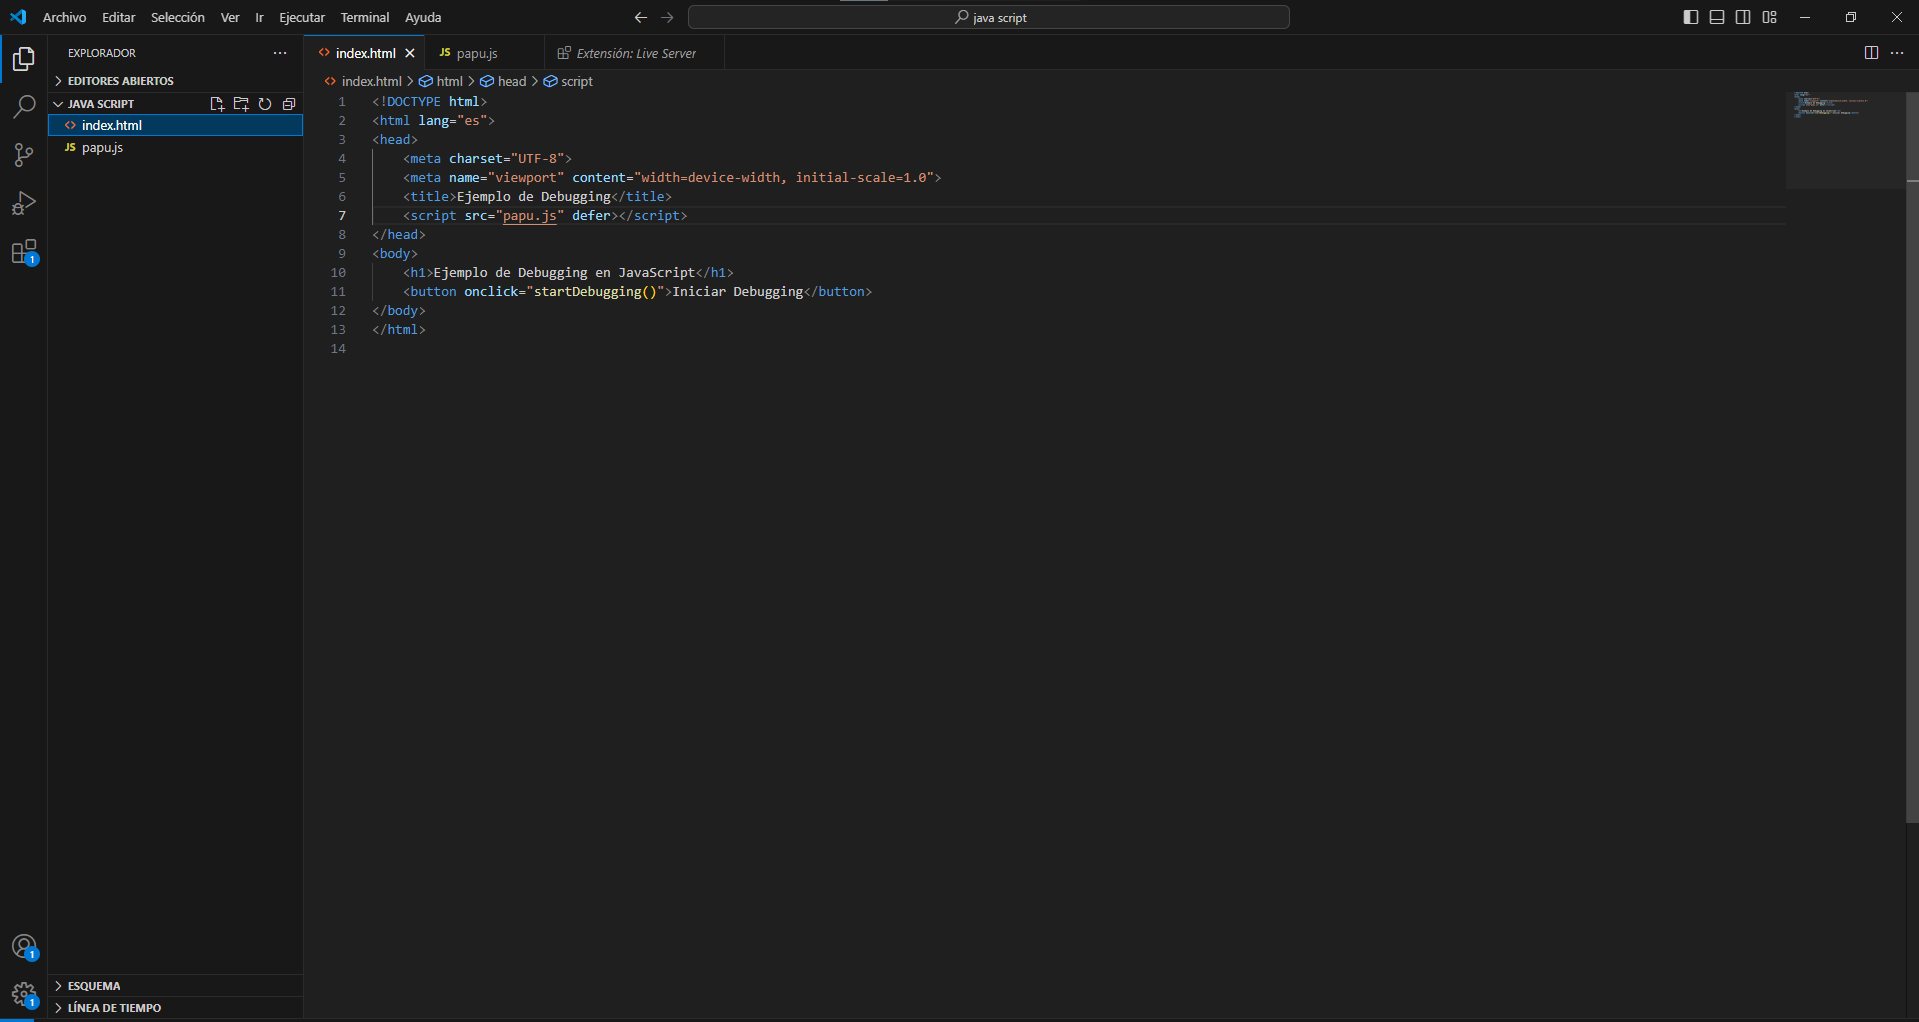 Archivo Editar Selección Ver Ir Ejecutar Terminal Ayuda
java script
EXPLORADOR
EDITORES ABIERTOS
JAVA SCRIPT
index.html
JS papu.js
ESQUEMA
LÍNEA DE TIEMPO
1
1
1
index.html
JS papu.js
Extensión: Live Server
index.html > html > head > script
1 <!DOCTYPE html>
2 <html lang="es">
3 <head>
4 <meta charset="UTF-8">
5 <meta name="viewport" content="width=device-width, initial-scale=1.0">
6 <title>Ejemplo de Debugging</title>
7 <script src="papu.js" defer></script>
8 </head>
9 <body>
10 <h1>Ejemplo de Debugging en JavaScript</h1>
11 <button onclick="startDebugging()">Iniciar Debugging</button>
12 </body>
13 </html>
14